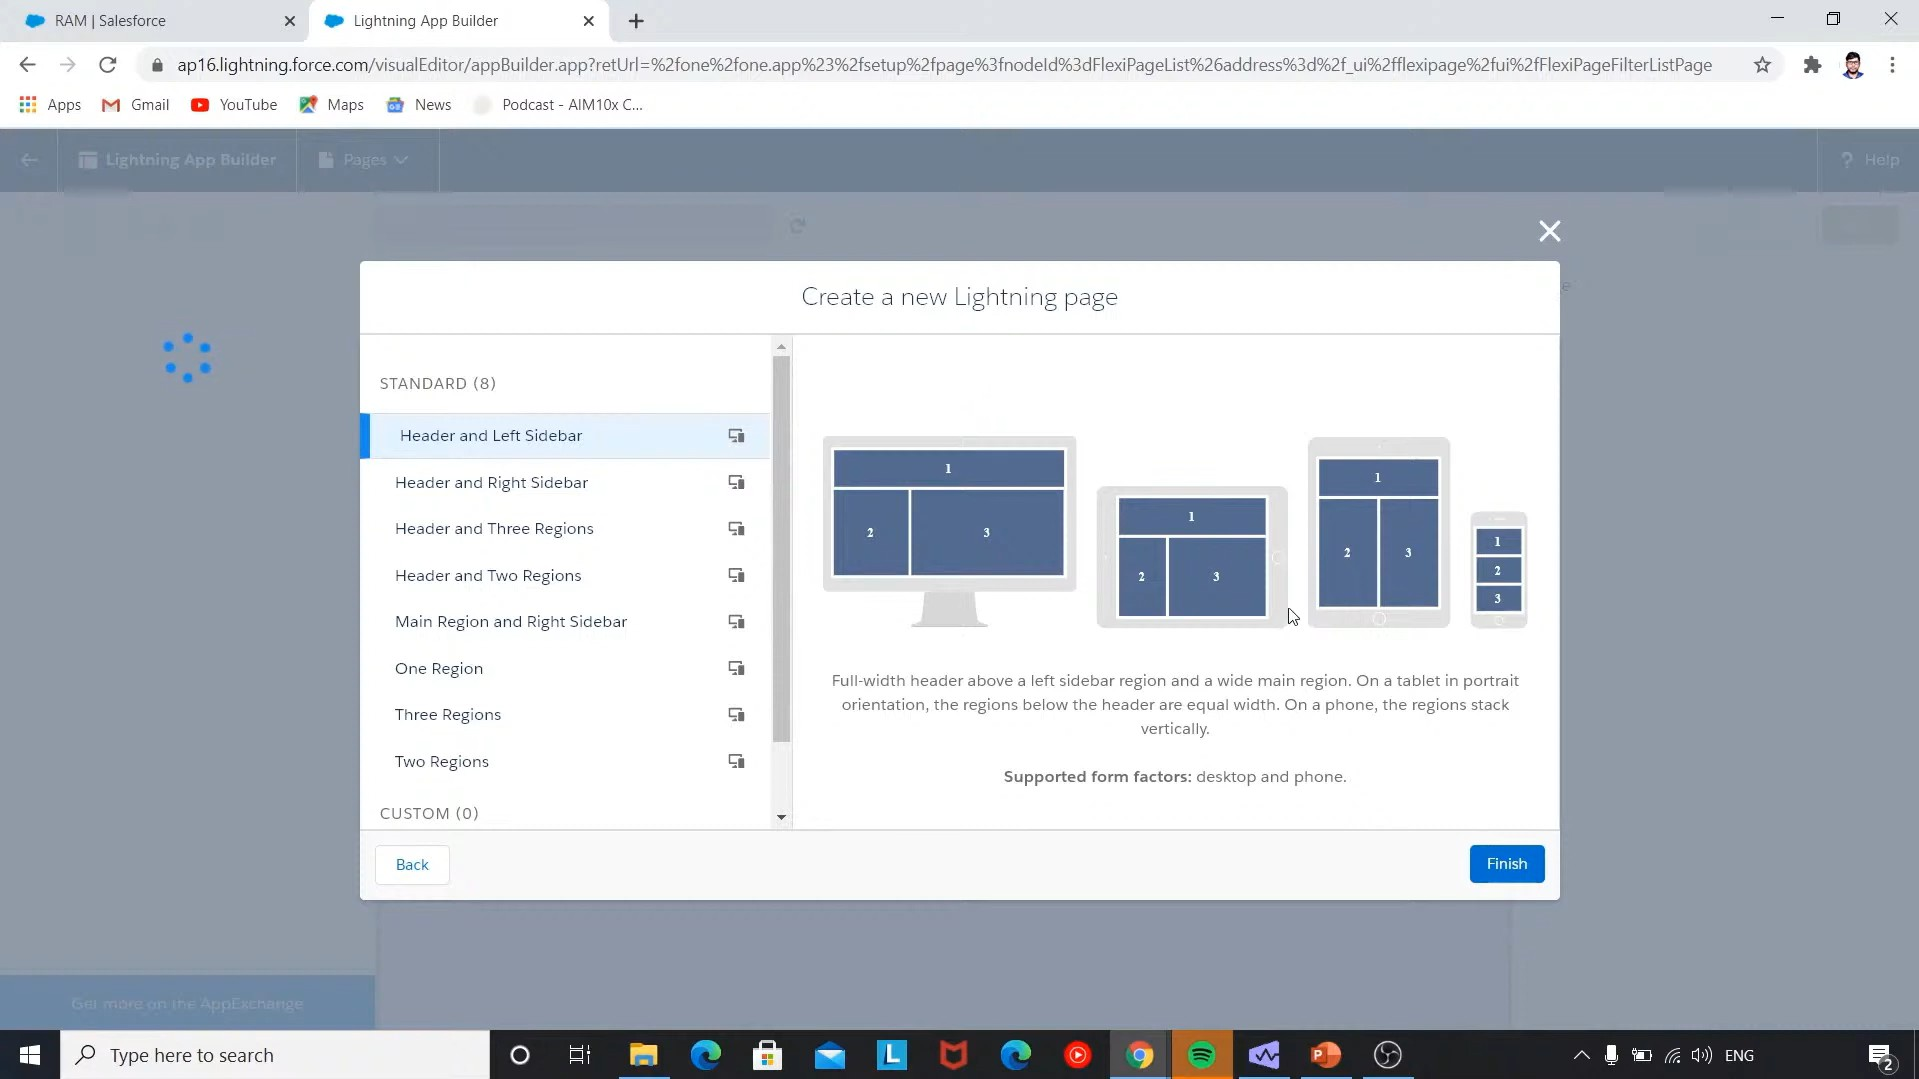 RAM | Salesforce
Lightning App Builder
ap16.lightning.force.com/visualEditor/appBuilder.app?retUrl=%2fone%2fone.app%23%2fsetup%2fpage%3fnodeId%3dFlexiPageList%26address%3d%2f_ui%2fflexipage%2fui%2fFlexiPageFilterListPage
Apps Gmail YouTube Maps News Podcast - AIM10x C...
Lightning App Builder Pages ? Help
Create a new Lightning page
STANDARD (8)
Header and Left Sidebar
Header and Right Sidebar
Header and Three Regions
Header and Two Regions
Main Region and Right Sidebar
One Region
Three Regions
Two Regions
CUSTOM (0)
1
2 3
1
2 3
1
2 3
1
2
3
Full-width header above a left sidebar region and a wide main region. On a tablet in portrait
orientation, the regions below the header are equal width. On a phone, the regions stack
vertically.
Supported form factors: desktop and phone.
Back
Finish
Get more on the AppExchange
Type here to search
L
P
ENG
2